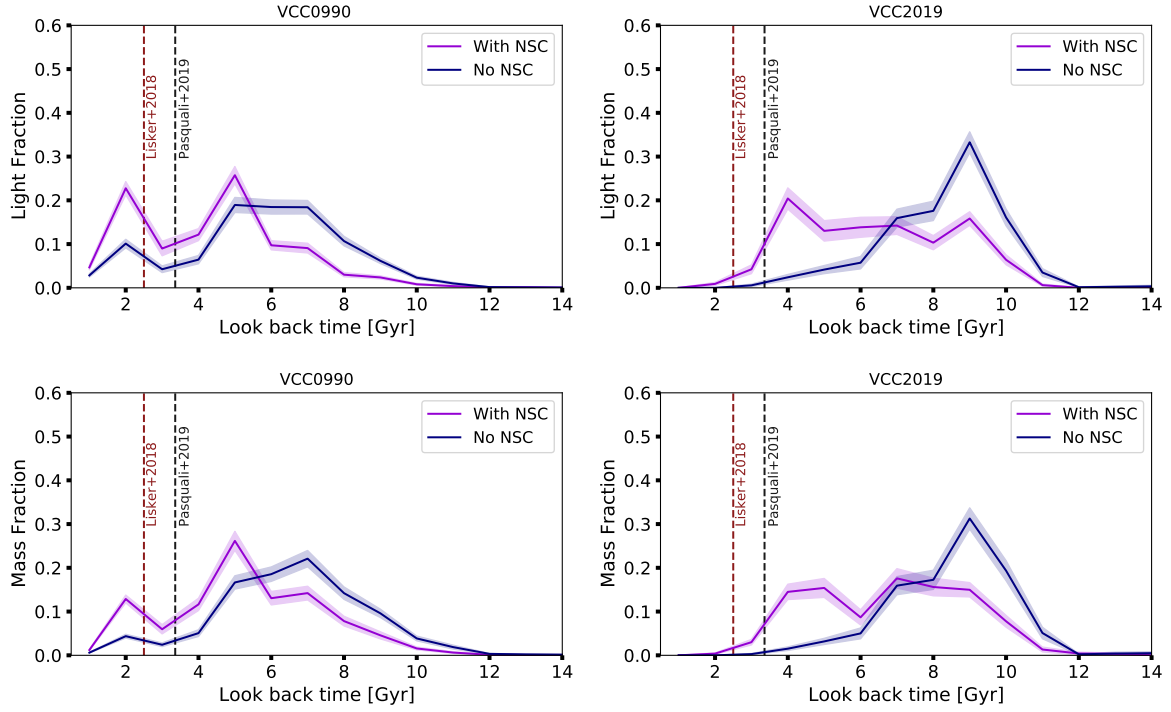 VCC0990
0.6
0.5
0.4
0.3
0.2
0.1
0.0
Light Fraction
Lisker+2018
Pasquali+2019
With NSC
No NSC
2 4 6 8 10 12 14
Look back time [Gyr]
VCC2019
0.6
0.5
0.4
0.3
0.2
0.1
0.0
Light Fraction
Lisker+2018
Pasquali+2019
With NSC
No NSC
2 4 6 8 10 12 14
Look back time [Gyr]
VCC0990
0.6
0.5
0.4
0.3
0.2
0.1
0.0
Mass Fraction
Lisker+2018
Pasquali+2019
With NSC
No NSC
2 4 6 8 10 12 14
Look back time [Gyr]
VCC2019
0.6
0.5
0.4
0.3
0.2
0.1
0.0
Mass Fraction
Lisker+2018
Pasquali+2019
With NSC
No NSC
2 4 6 8 10 12 14
Look back time [Gyr]